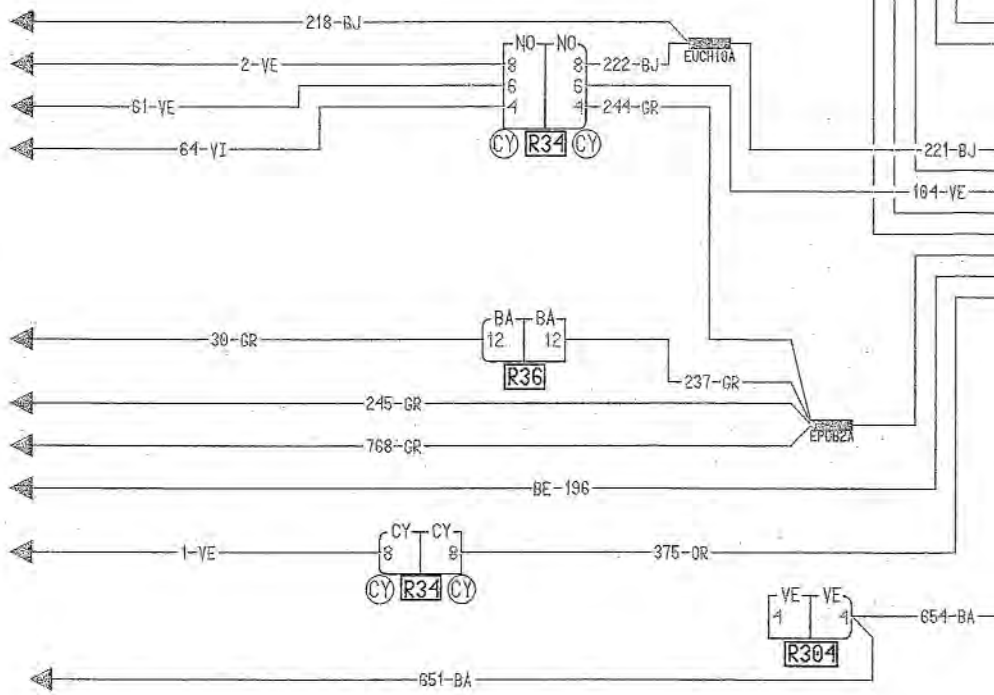 218-BJ
NO NO
EUCH10A
2-VE 8 8 222-BJ
61-VE 6 6
4 4 244-GR
64-VI CY R34 CY 221-BJ
104-VE
BA BA
30-GR 12 12
R36
237-GR
245-GR
EPOB2A
768-GR
BE-196
CY CY
1-VE 8 8 375-OR
CY R34 CY
VE VE
4 4 654-BA
R304
651-BA